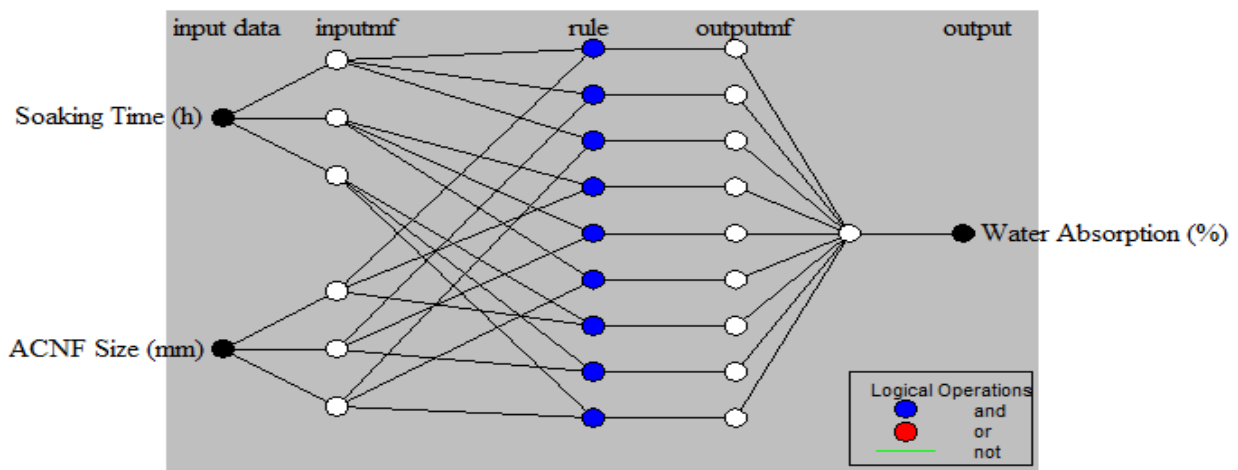 input data inputmf rule outputmf output
Soaking Time (h)
Water Absorption (%)
ACNF Size (mm)
Logical Operations
and
or
not